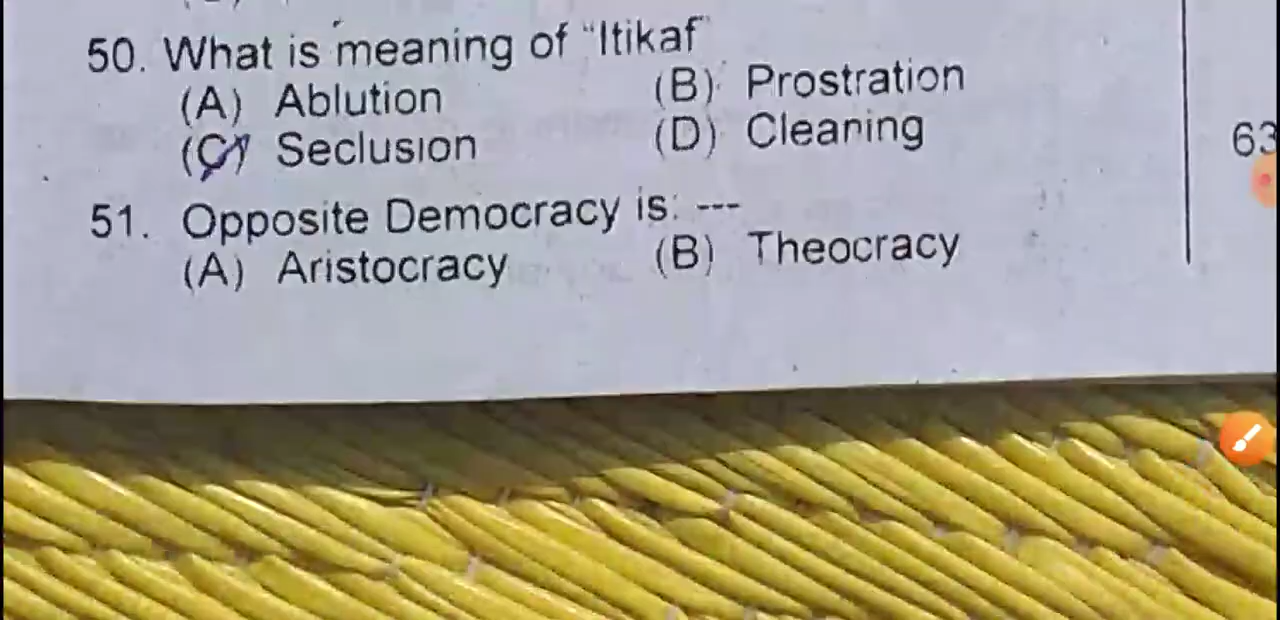 50. What is meaning of "Itikaf"
(A) Ablution (B) Prostration
(C) Seclusion (D) Cleaning
51. Opposite Democracy is: ---
(A) Aristocracy (B) Theocracy
63